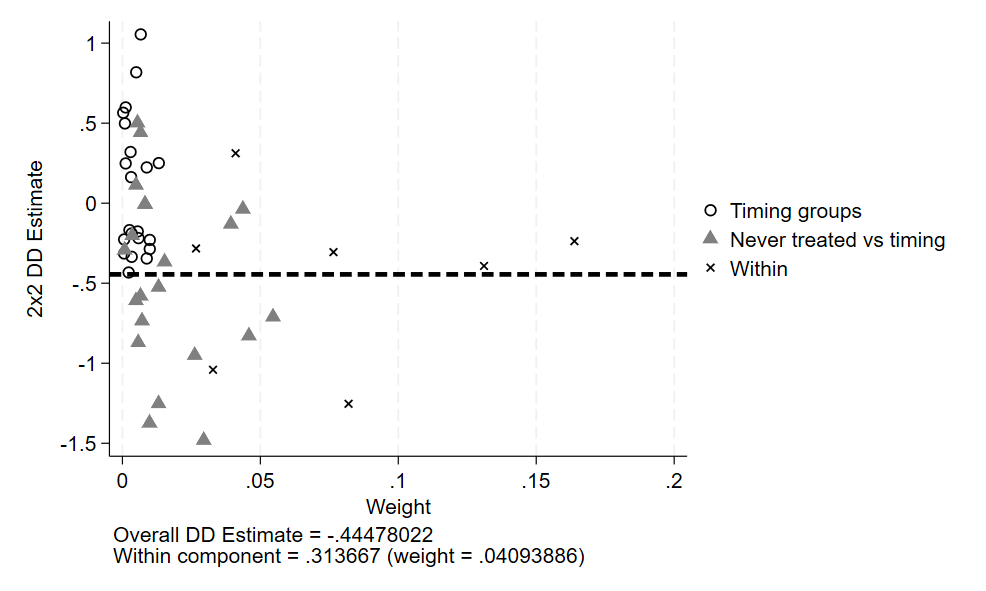 1
.5
0
-.5
-1
-1.5
2x2 DD Estimate
0
.05
.1
.15
.2
Weight
Timing groups
Never treated vs timing
Within
Overall DD Estimate = -.44478022
Within component = .313667 (weight = .04093886)